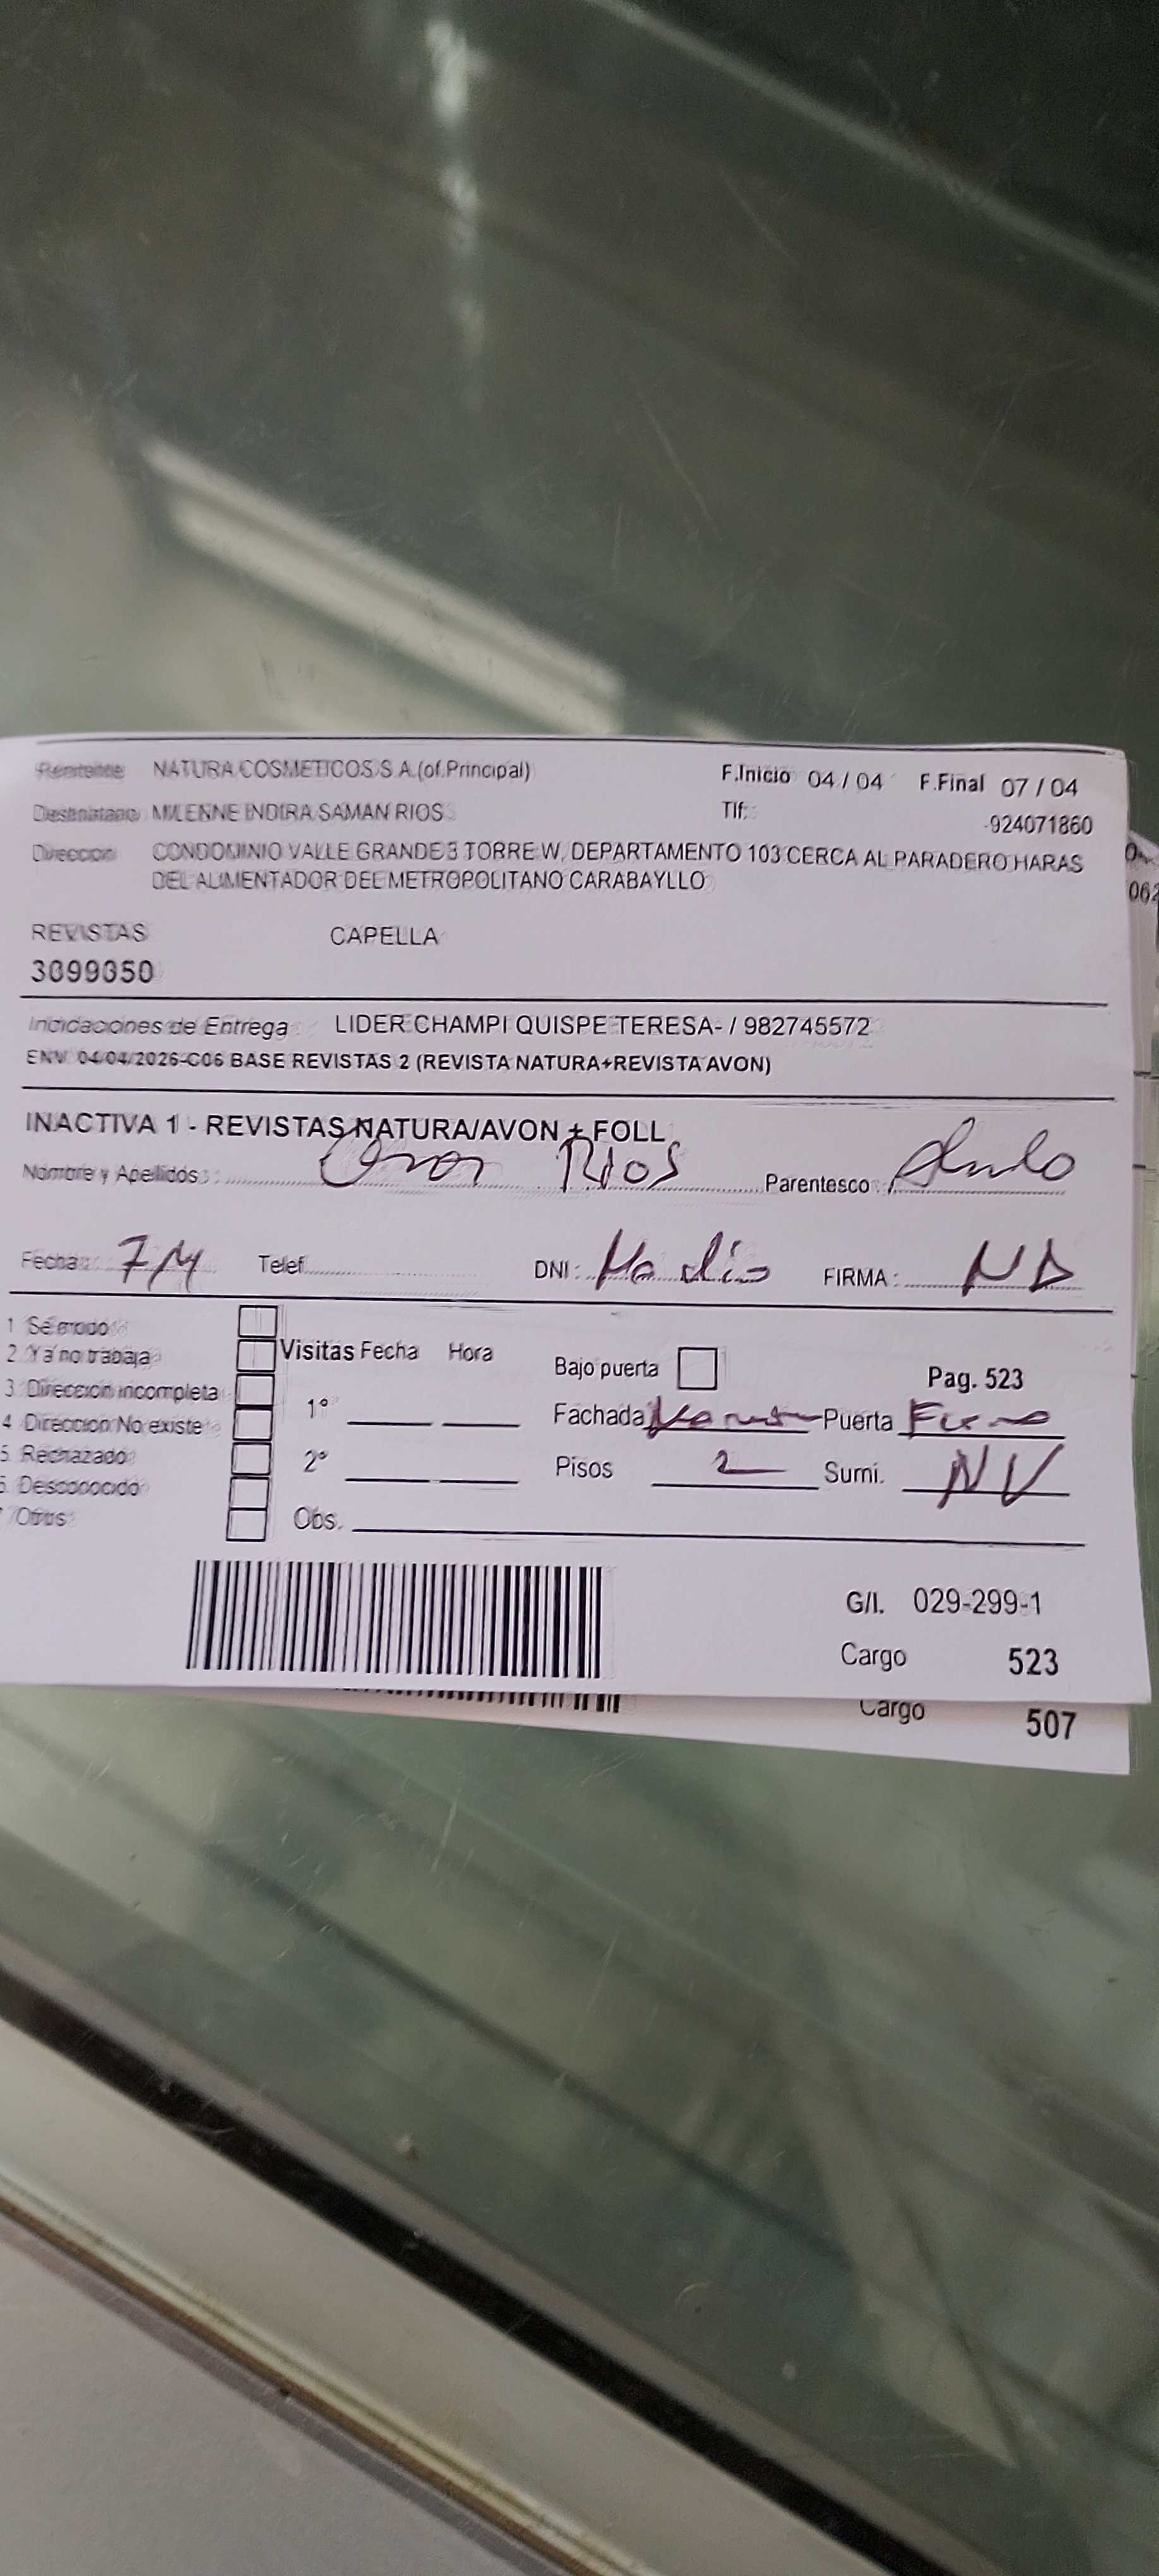 Remitente NATURA COSMETICOS S A.(of.Principal) F.Inicio 04 / 04 F.Final 07 / 04
Destinatario MILENNE INDIRA SAMAN RIOS Tlf: -924071860
Direccion CONDOMINIO VALLE GRANDE 3 TORRE W, DEPARTAMENTO 103 CERCA AL PARADERO HARAS
DEL ALIMENTADOR DEL METROPOLITANO CARABAYLLO
REVISTAS CAPELLA
3099350
Indicaciones de Entrega LIDER CHAMPI QUISPE TERESA- / 982745572
ENV 04/04/2026-C06 BASE REVISTAS 2 (REVISTA NATURA+REVISTA AVON)
INACTIVA 1 - REVISTAS NATURA/AVON + FOLL
Nombre y Apellidos : Rios Parentesco :
Fecha : 7M Telef. DNI : No dio FIRMA : ND
1 Se mudo
2. Ya no trabaja Visitas Fecha Hora Bajo puerta Pag. 523
3. Direccion incompleta
4 Direccion No existe 1° Fachada Puerta
5. Rechazado 2° Pisos 2 Sumi. NV
6. Desconocido
/Otros Obs.
G/I. 029-299-1
Cargo 523
Cargo 507
062